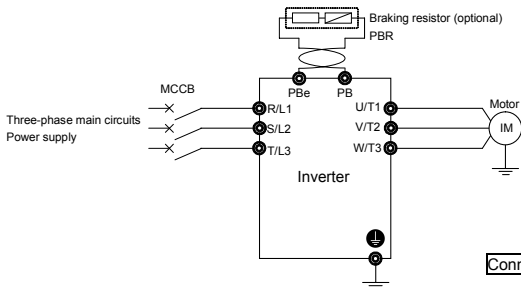 Braking resistor (optional)
PBR
PBe
PB
MCCB
Three-phase main circuits
Power supply
R/L1
S/L2
T/L3
U/T1
V/T2
W/T3
Motor
IM
Inverter
Conn